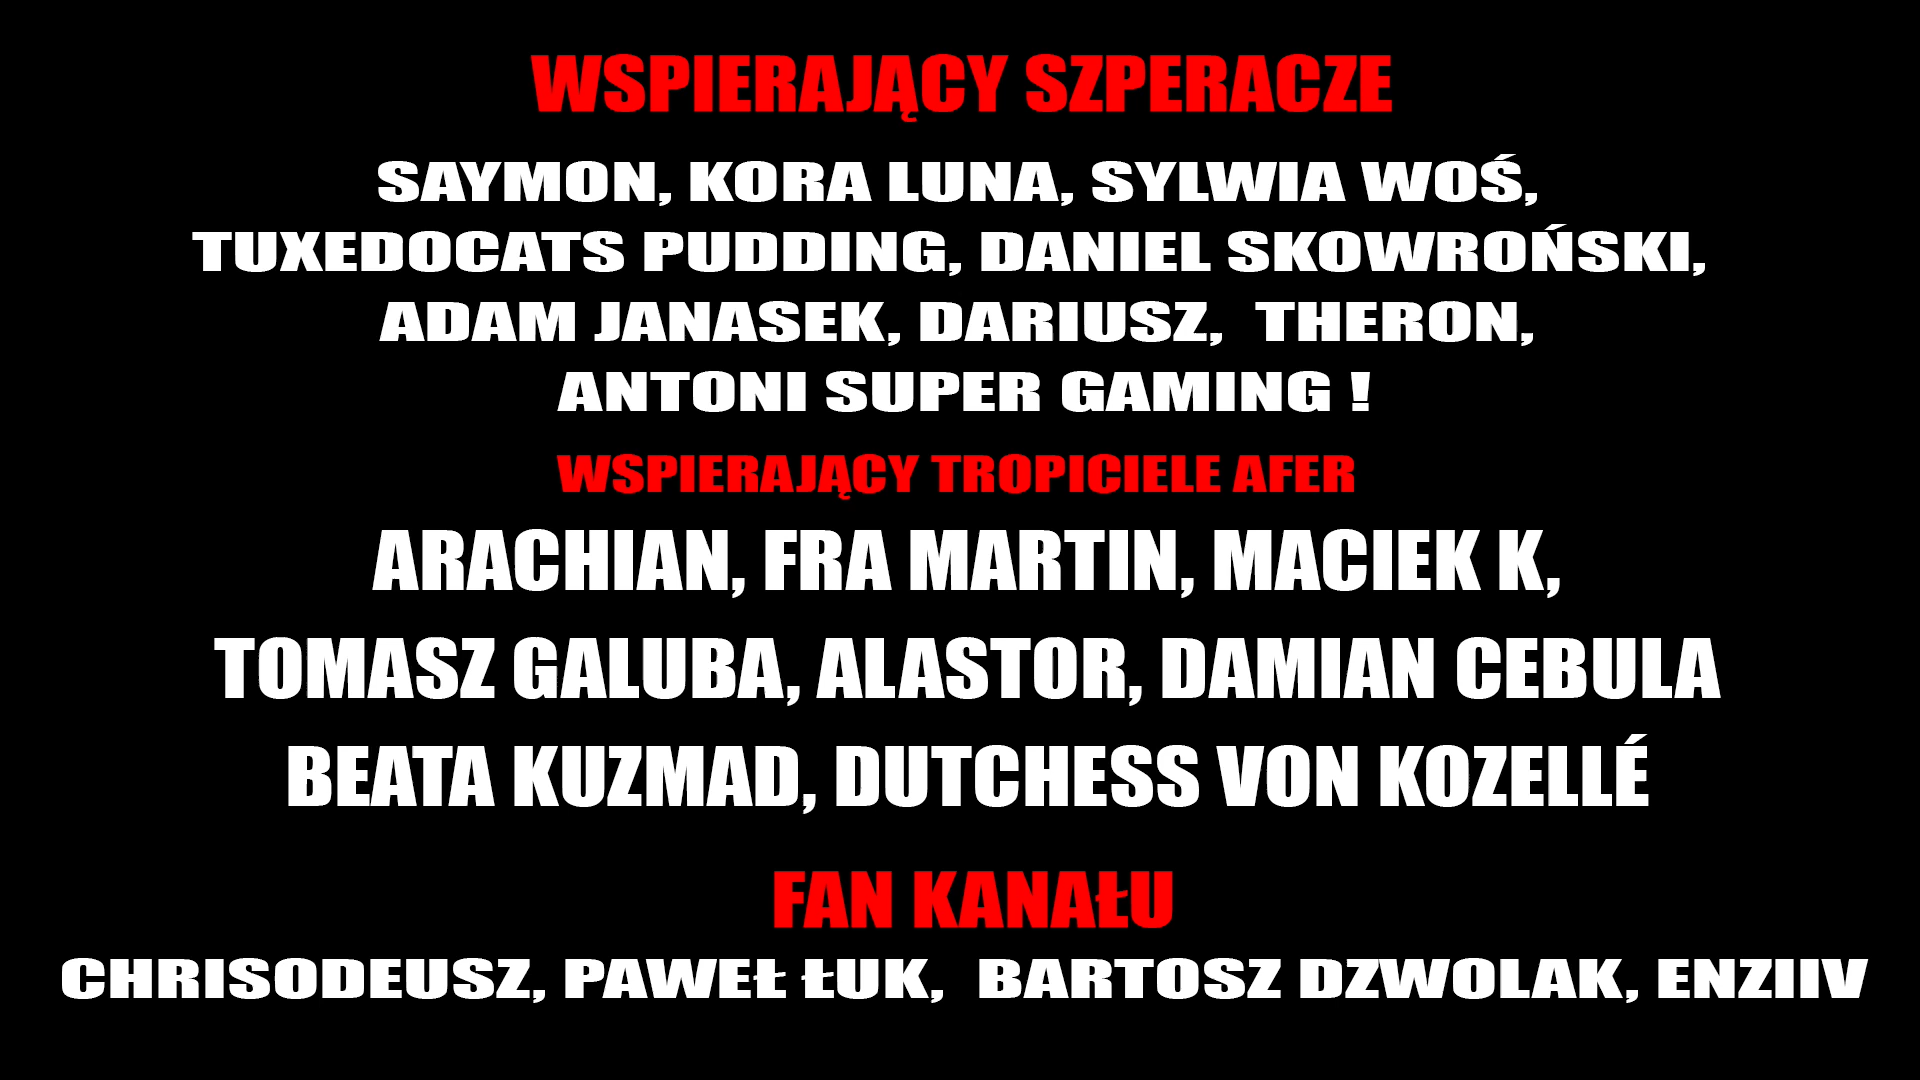 WSPIERAJĄCY SZPERACZE
SAYMON, KORA LUNA, SYLWIA WOŚ,
TUXEDOCATS PUDDING, DANIEL SKOWROŃSKI,
ADAM JANASEK, DARIUSZ, THERON,
ANTONI SUPER GAMING !
WSPIERAJĄCY TROPICIELE AFER
ARACHIAN, FRA MARTIN, MACIEK K,
TOMASZ GALUBA, ALASTOR, DAMIAN CEBULA
BEATA KUZMAD, DUTCHESS VON KOZELLÉ
FAN KANAŁU
CHRISODEUSZ, PAWEŁ ŁUK, BARTOSZ DZWOLAK, ENZIIV